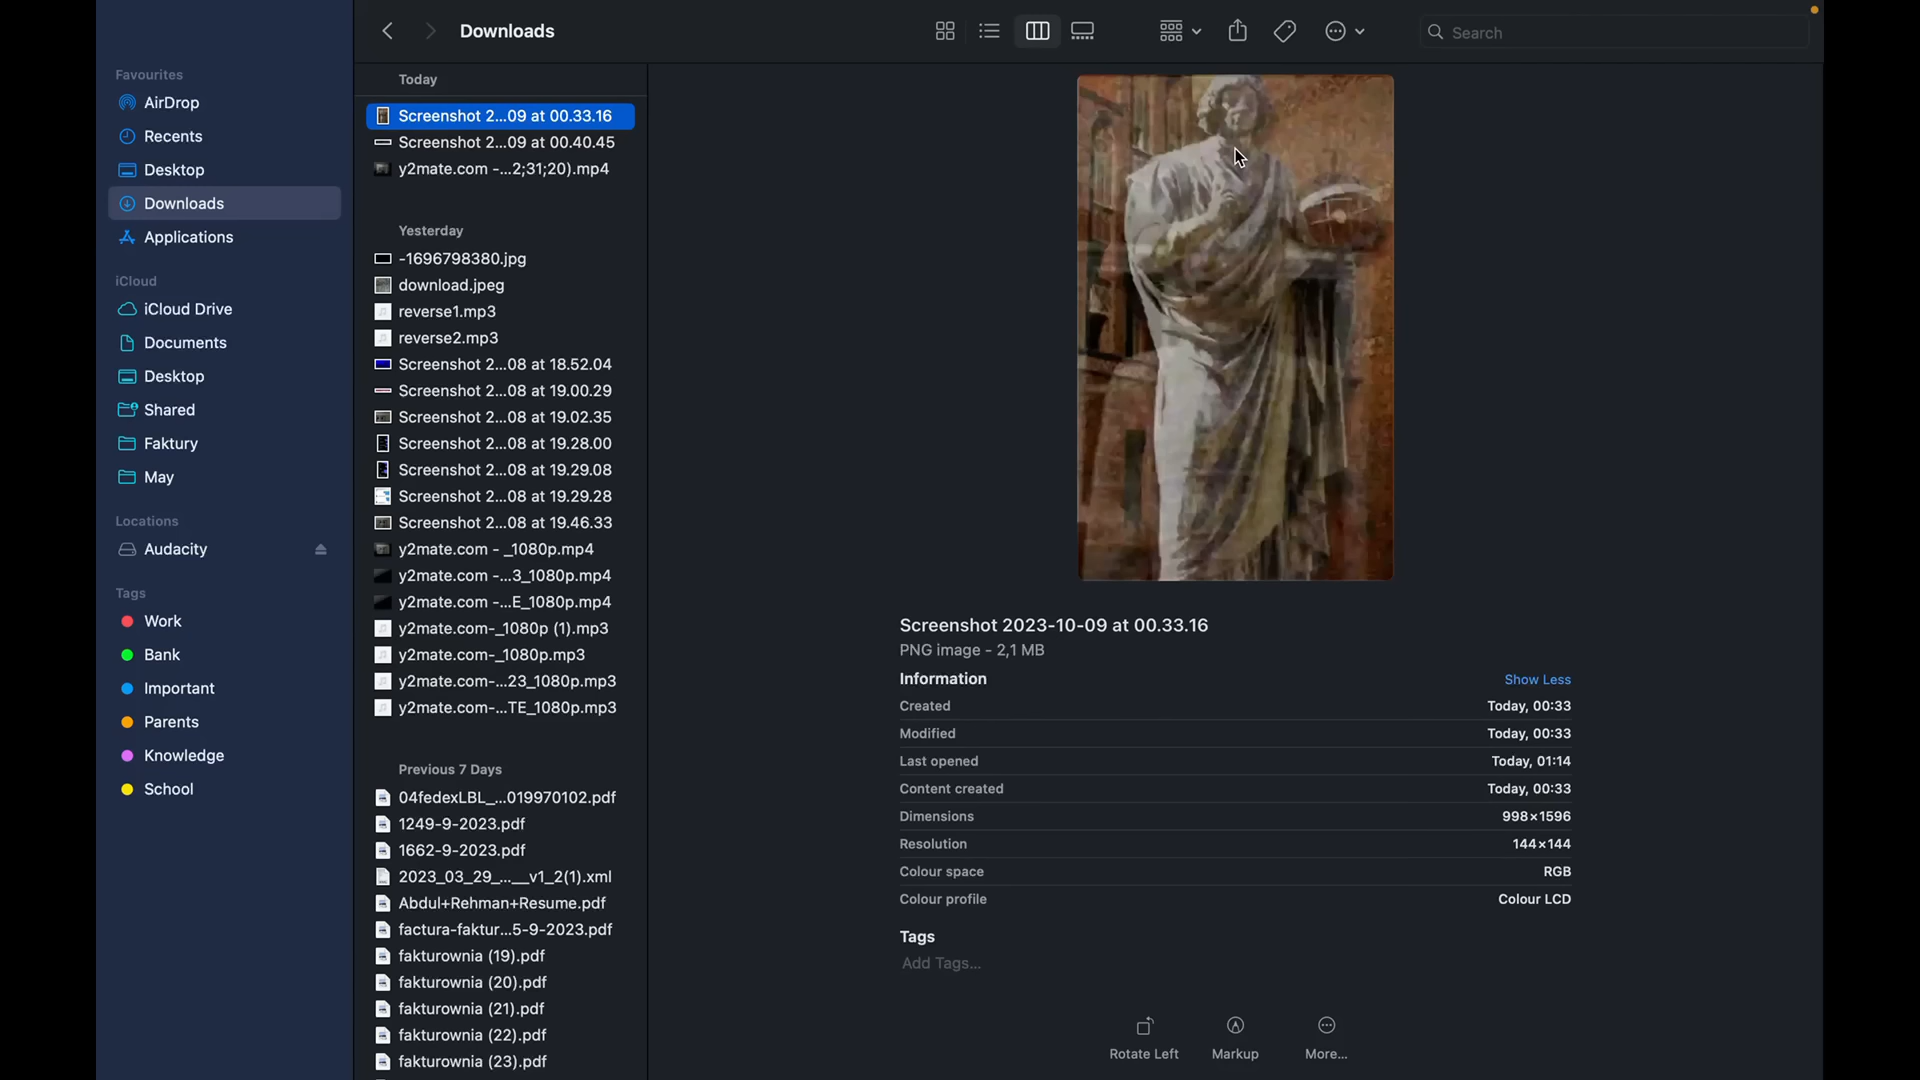 Downloads
Search
Favourites
AirDrop
Recents
Desktop
Downloads
Applications
iCloud
iCloud Drive
Documents
Desktop
Shared
Faktury
May
Locations
Audacity
Tags
Work
Bank
Important
Parents
Knowledge
School
Today
Screenshot 2...09 at 00.33.16
Screenshot 2...09 at 00.40.45
y2mate.com -...2;31;20).mp4
Yesterday
-1696798380.jpg
download.jpeg
reverse1.mp3
reverse2.mp3
Screenshot 2...08 at 18.52.04
Screenshot 2...08 at 19.00.29
Screenshot 2...08 at 19.02.35
Screenshot 2...08 at 19.28.00
Screenshot 2...08 at 19.29.08
Screenshot 2...08 at 19.29.28
Screenshot 2...08 at 19.46.33
y2mate.com - _1080p.mp4
y2mate.com -...3_1080p.mp4
y2mate.com -...E_1080p.mp4
y2mate.com-_1080p (1).mp3
y2mate.com-_1080p.mp3
y2mate.com-...23_1080p.mp3
y2mate.com-...TE_1080p.mp3
Previous 7 Days
04fedexLBL_...019970102.pdf
1249-9-2023.pdf
1662-9-2023.pdf
2023_03_29_...__v1_2(1).xml
Abdul+Rehman+Resume.pdf
factura-faktur...5-9-2023.pdf
fakturownia (19).pdf
fakturownia (20).pdf
fakturownia (21).pdf
fakturownia (22).pdf
fakturownia (23).pdf
Screenshot 2023-10-09 at 00.33.16
PNG image - 2,1 MB
Information Show Less
Created Today, 00:33
Modified Today, 00:33
Last opened Today, 01:14
Content created Today, 00:33
Dimensions 998×1596
Resolution 144×144
Colour space RGB
Colour profile Colour LCD
Tags
Add Tags...
Rotate Left
Markup
More...